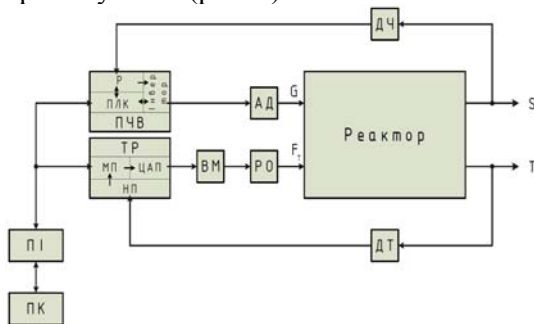 ДЧ
Р
ПЛК
ПЧВ
АД
G
Реактор
S
ТР
МП
ЦАП
НП
ВМ
РО
F
T
T
ПІ
ДТ
ПК